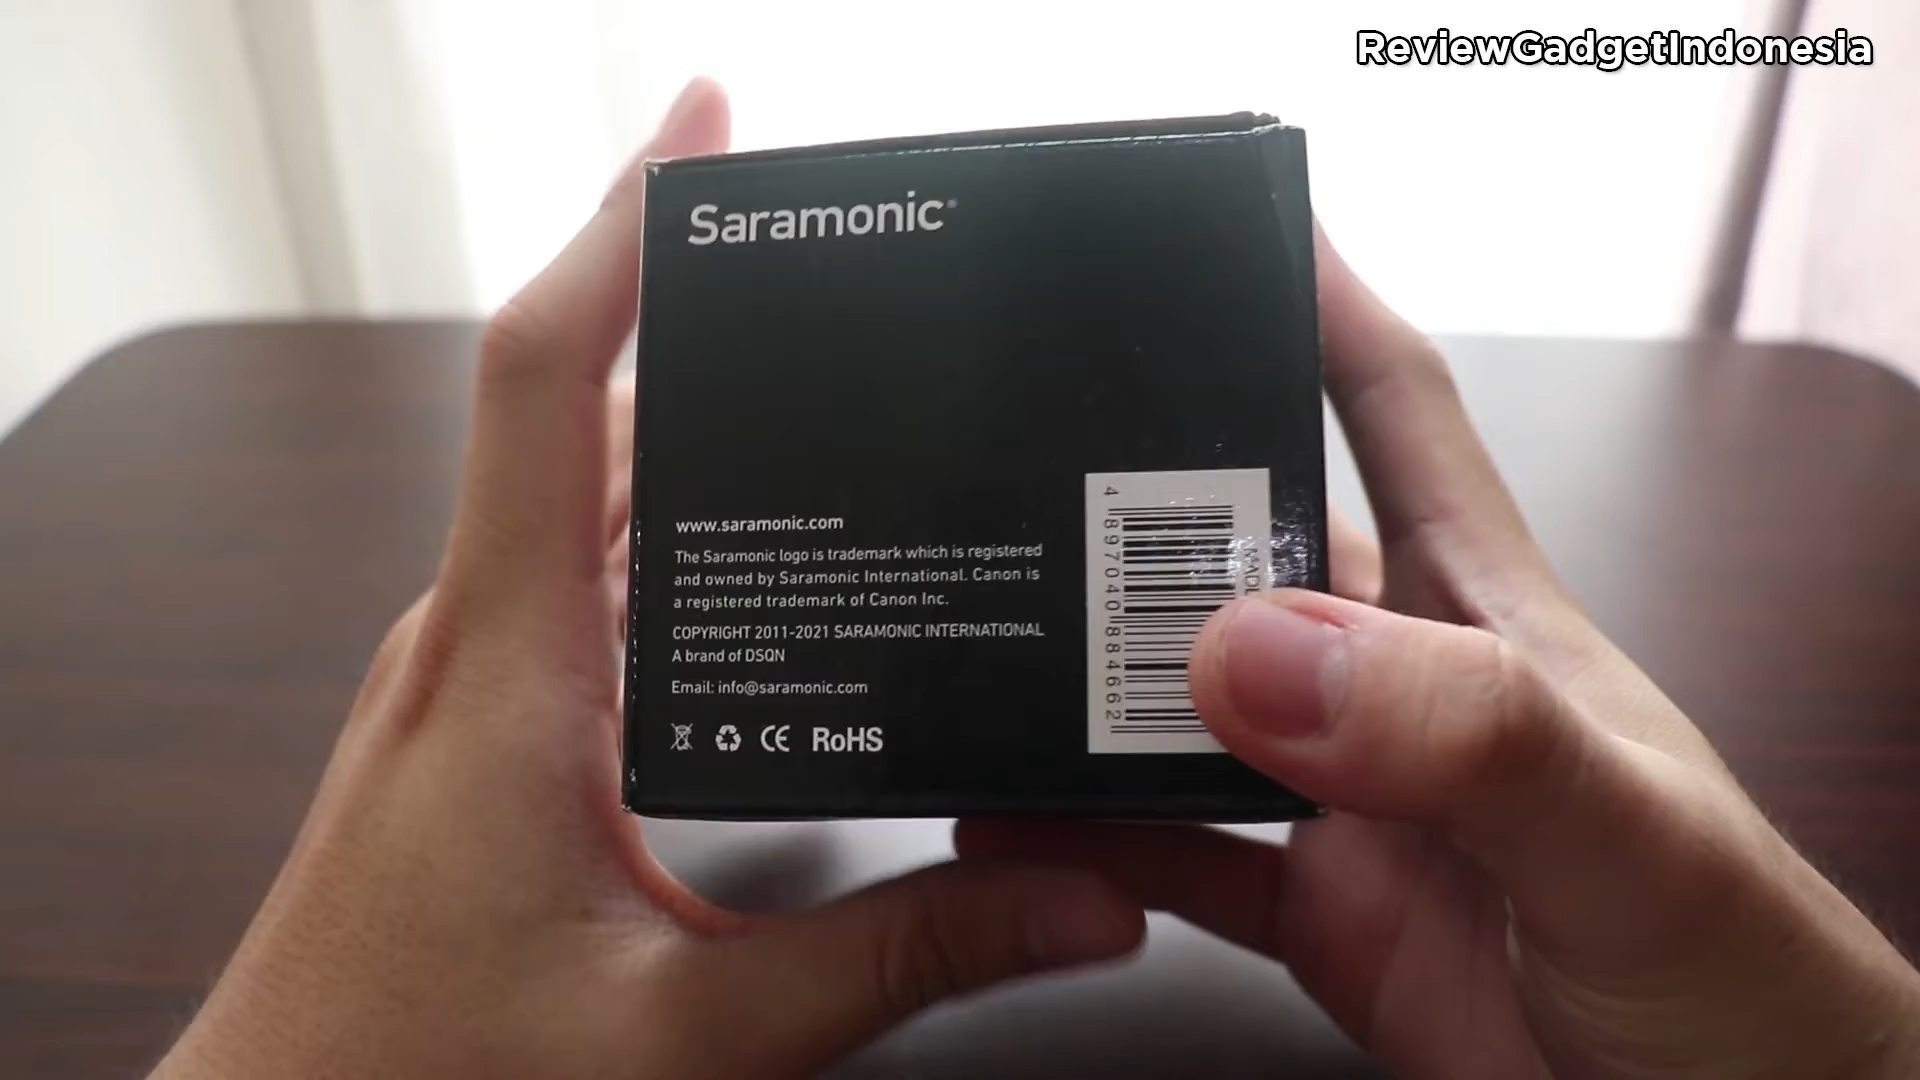 ReviewGadgetIndonesia
Saramonic®
www.saramonic.com
The Saramonic logo is trademark which is registered
and owned by Saramonic International. Canon is
a registered trademark of Canon Inc.
COPYRIGHT 2011-2021 SARAMONIC INTERNATIONAL
A brand of DSQN
Email: info@saramonic.com
CE RoHS
4 897040 884662